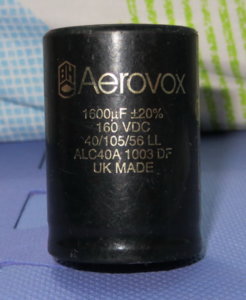 Aerovox
1600µF ±20%
160 VDC
40/105/56 LL
ALC40A 1003 DF
UK MADE